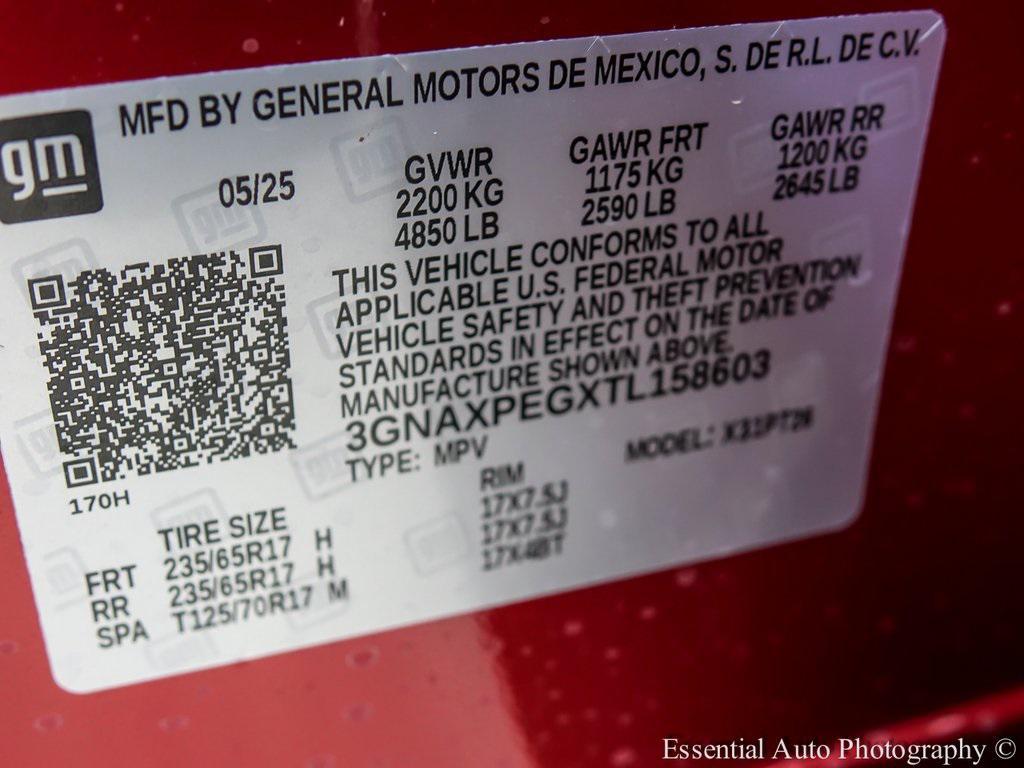 gm
MFD BY GENERAL MOTORS DE MEXICO, S. DE R.L. DE C.V.
05/25
GVWR
2200 KG
4850 LB
GAWR FRT
1175 KG
2590 LB
GAWR RR
1200 KG
2645 LB
THIS VEHICLE CONFORMS TO ALL
APPLICABLE U.S. FEDERAL MOTOR
VEHICLE SAFETY AND THEFT PREVENTION
STANDARDS IN EFFECT ON THE DATE OF
MANUFACTURE SHOWN ABOVE.
3GNAXPEGXTL158603
TYPE: MPV MODEL: X31PT26
170H
TIRE SIZE RIM
FRT 235/65R17 H 17X7.5J
RR 235/65R17 H 17X7.5J
SPA T125/70R17 M 17X4BT
Essential Auto Photography ©